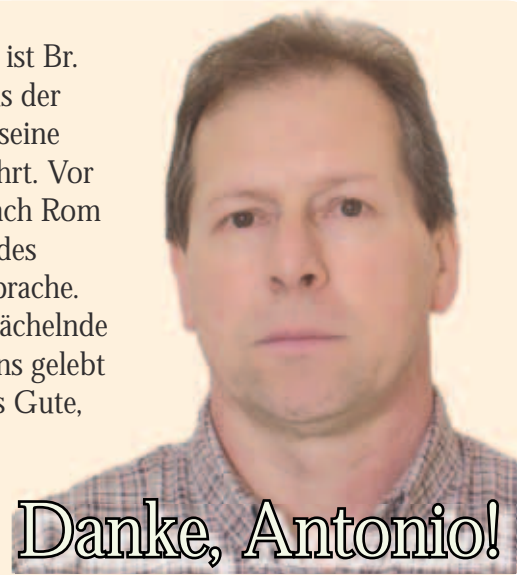 ist Br.
s der
seine
hrt. Vor
ach Rom
des
prache.
ächelnde
ns gelebt
s Gute,
Danke, Antonio!